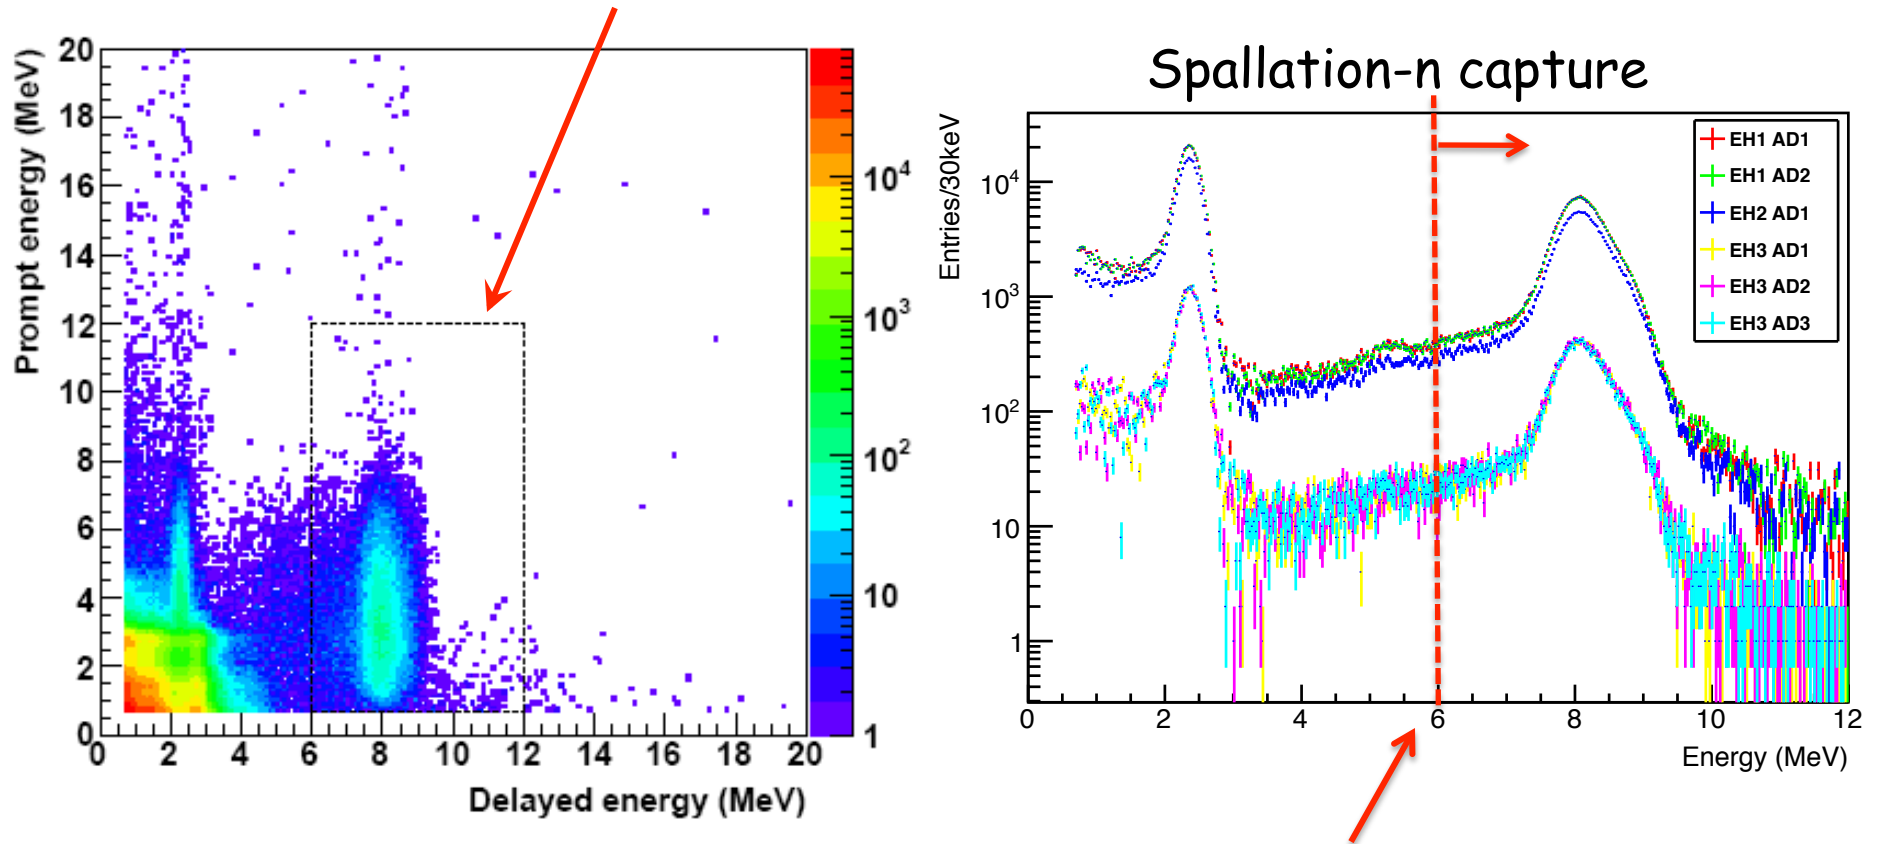 Spallation-n capture
Prompt energy (MeV)
20
18
16
14
12
10
8
6
4
2
0
0 2 4 6 8 10 12 14 16 18 20
Delayed energy (MeV)
10⁴
10³
10²
10
1
Entries/30keV
10⁴
10³
10²
10
1
EH1 AD1
EH1 AD2
EH2 AD1
EH3 AD1
EH3 AD2
EH3 AD3
0 2 4 6 8 10 12
Energy (MeV)